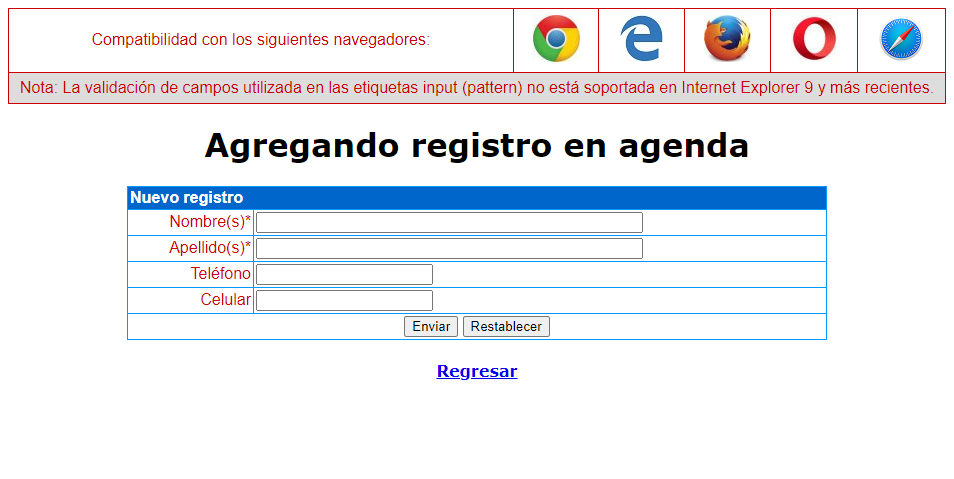 Compatibilidad con los siguientes navegadores:
Nota: La validación de campos utilizada en las etiquetas input (pattern) no está soportada en Internet Explorer 9 y más recientes.
Agregando registro en agenda
Nuevo registro
Nombre(s)*
Apellido(s)*
Teléfono
Celular
Enviar Restablecer
Regresar